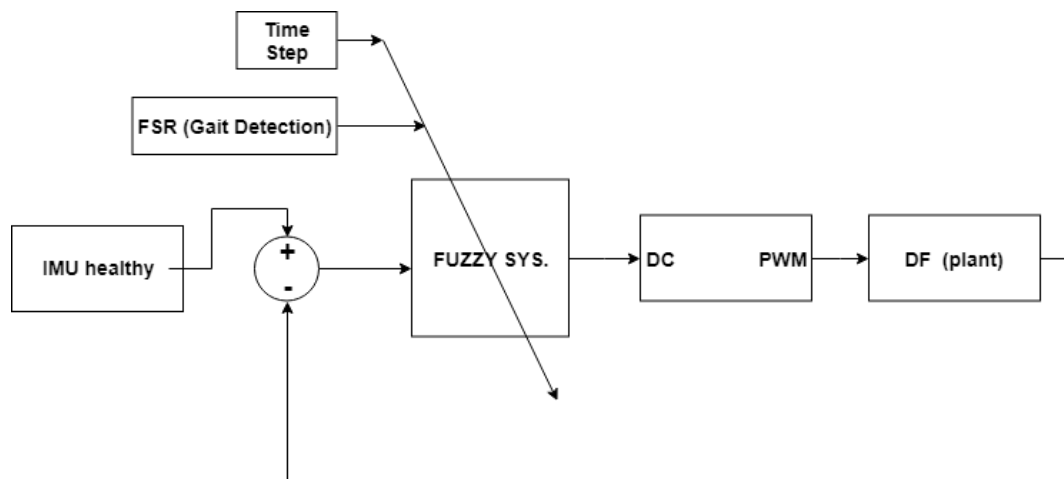 Time
Step
FSR (Gait Detection)
IMU healthy
+
-
FUZZY SYS.
DC
PWM
DF (plant)